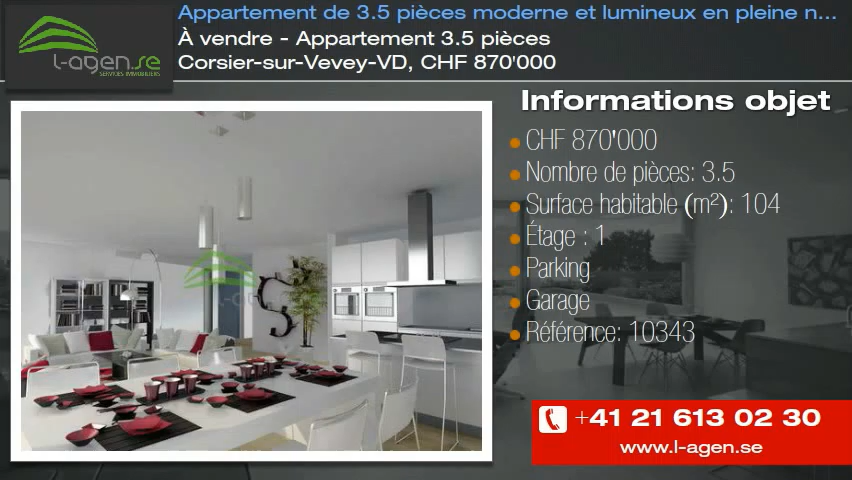 l-agen.se
SERVICES IMMOBILIERS
Appartement de 3.5 pièces moderne et lumineux en pleine n...
À vendre - Appartement 3.5 pièces
Corsier-sur-Vevey-VD, CHF 870'000
Informations objet
CHF 870'000
Nombre de pièces: 3.5
Surface habitable (m²): 104
Étage : 1
Parking
Garage
Référence: 10343
+41 21 613 02 30
www.l-agen.se